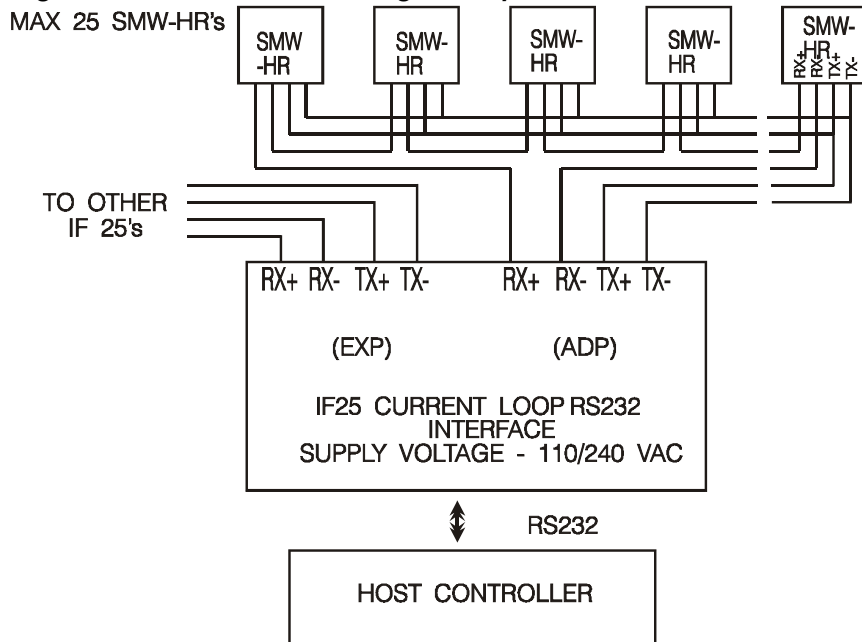 MAX 25 SMW-HR's
SMW
-HR
SMW-
HR
SMW-
HR
SMW-
HR
SMW-
HR
RX+
RX-
TX+
TX-
TO OTHER
IF 25's
RX+ RX- TX+ TX-
RX+ RX- TX+ TX-
(EXP)
(ADP)
IF25 CURRENT LOOP RS232
INTERFACE
SUPPLY VOLTAGE - 110/240 VAC
RS232
HOST CONTROLLER